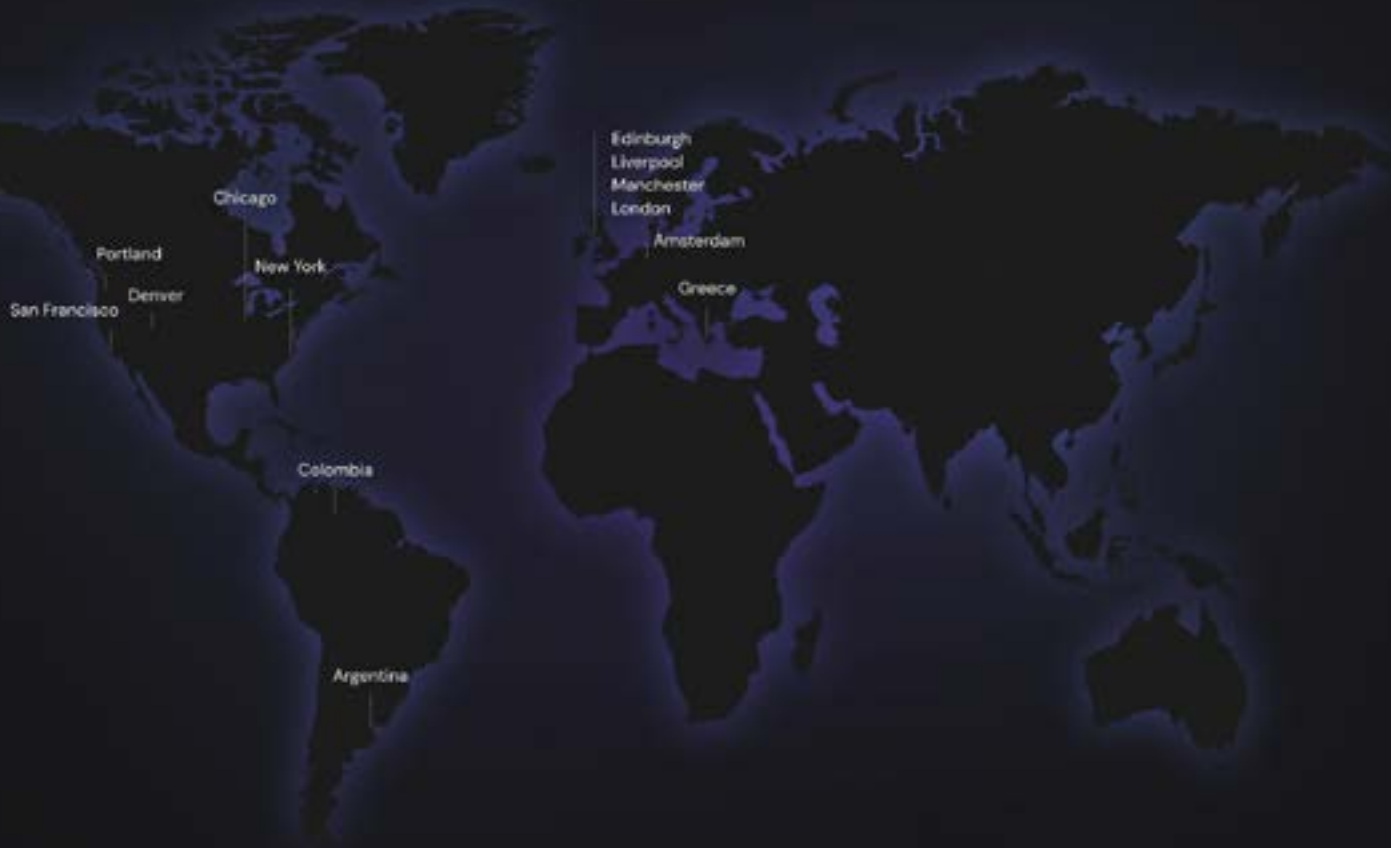 Edinburgh
Liverpool
Manchester
London
Chicago
Amsterdam
Portland
New York
Greece
Denver
San Francisco
Colombia
Argentina